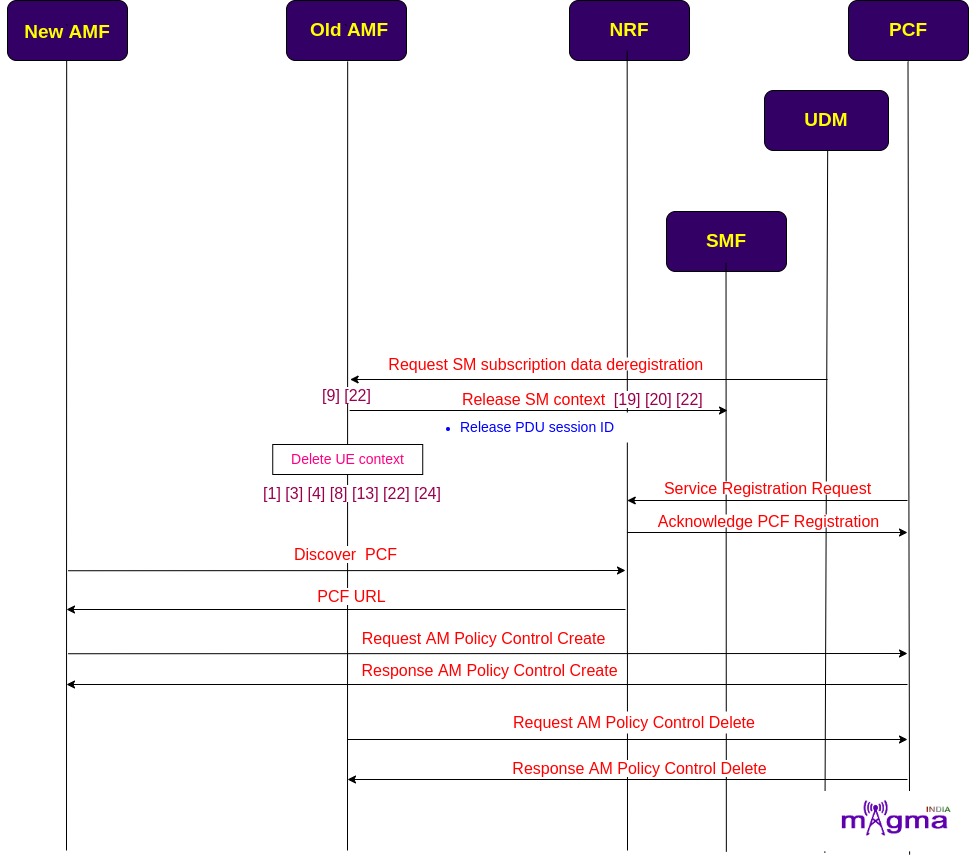 New AMF
Old AMF
NRF
PCF
UDM
SMF
Request SM subscription data deregistration
[9] [22]
Release SM context [19] [20] [22]
• Release PDU session ID
Delete UE context
[1] [3] [4] [8] [13] [22] [24]
Service Registration Request
Acknowledge PCF Registration
Discover PCF
PCF URL
Request AM Policy Control Create
Response AM Policy Control Create
Request AM Policy Control Delete
Response AM Policy Control Delete
INDIA
magma